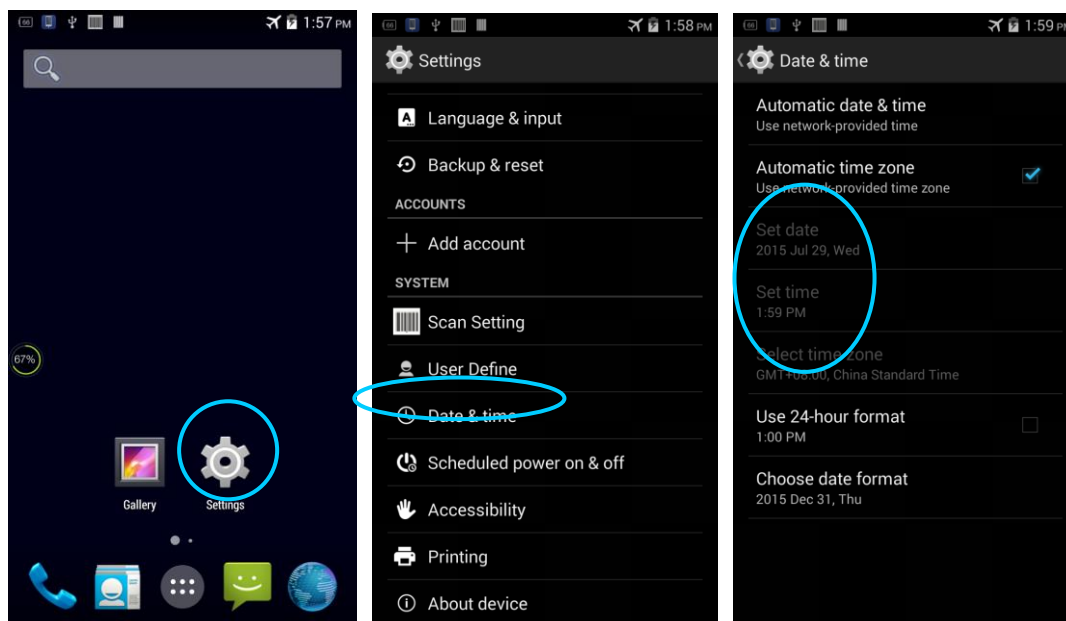 66
1:57 PM
67%
Gallery
Settings
66
1:58 PM
Settings
Language & input
Backup & reset
ACCOUNTS
Add account
SYSTEM
Scan Setting
User Define
Date & time
Scheduled power on & off
Accessibility
Printing
About device
66
1:59 PM
Date & time
Automatic date & time
Use network-provided time
Automatic time zone
Use network-provided time zone
Set date
2015 Jul 29, Wed
Set time
1:59 PM
Select time zone
GMT+08:00, China Standard Time
Use 24-hour format
1:00 PM
Choose date format
2015 Dec 31, Thu